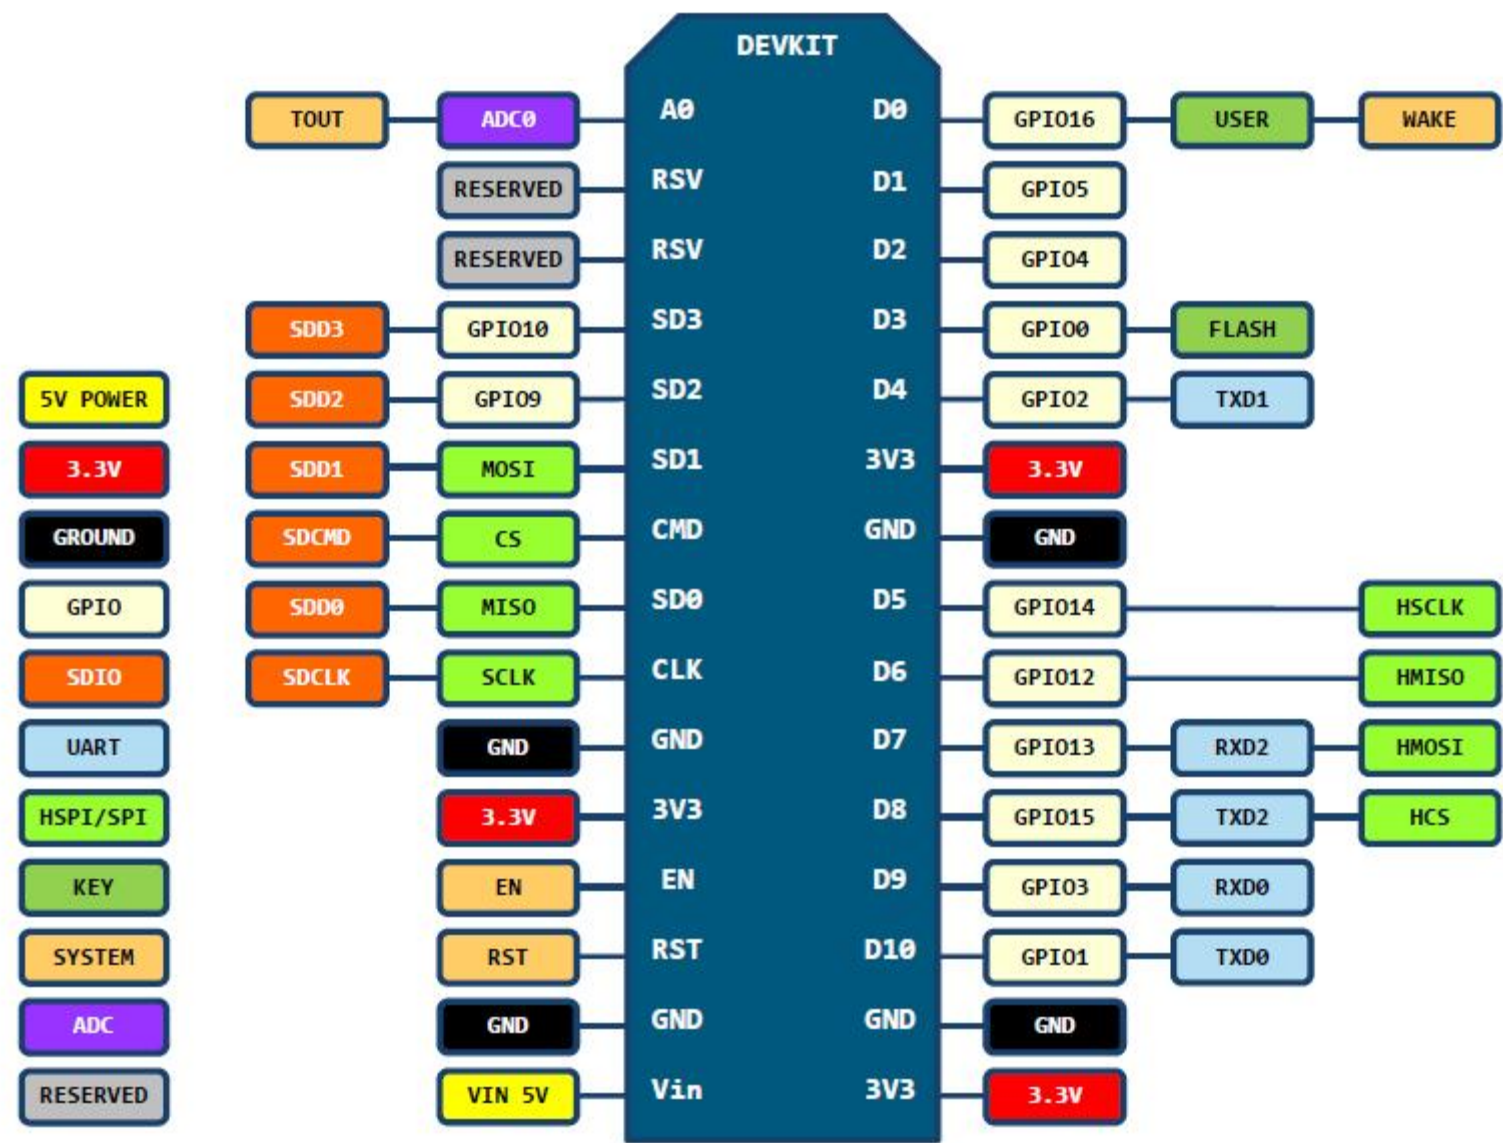 DEVKIT
TOUT ADC0 A0 D0 GPIO16 USER WAKE
RESERVED RSV D1 GPIO5
RESERVED RSV D2 GPIO4
SDD3 GPIO10 SD3 D3 GPIO0 FLASH
5V POWER SDD2 GPIO9 SD2 D4 GPIO2 TXD1
3.3V SDD1 MOSI SD1 3V3 3.3V
GROUND SDCMD CS CMD GND GND
GPIO SDD0 MISO SD0 D5 GPIO14 HSCLK
SDIO SDCLK SCLK CLK D6 GPIO12 HMISO
UART GND GND D7 GPIO13 RXD2 HMOSI
HSPI/SPI 3.3V 3V3 D8 GPIO15 TXD2 HCS
KEY EN EN D9 GPIO3 RXD0
SYSTEM RST RST D10 GPIO1 TXD0
ADC GND GND GND GND
RESERVED VIN 5V Vin 3V3 3.3V